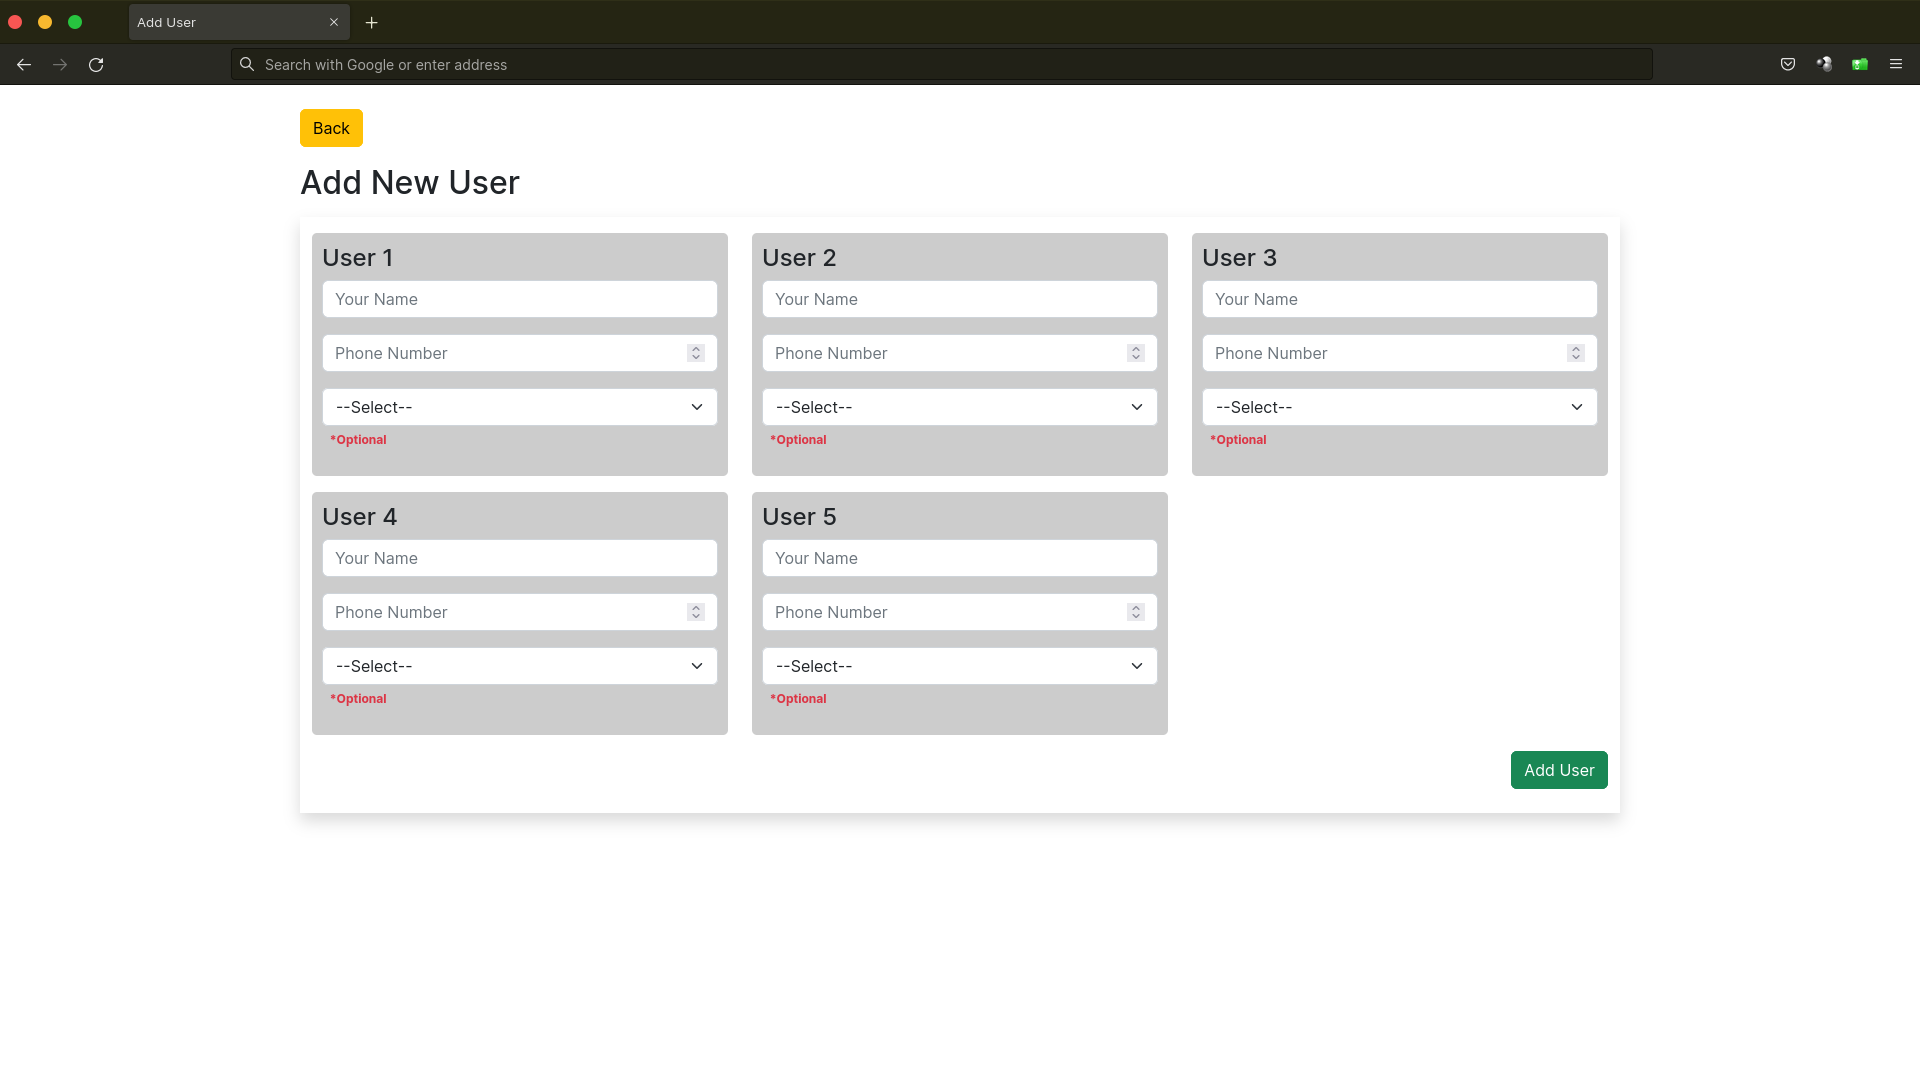 Add User
Search with Google or enter address
Back
Add New User
User 1
Your Name
Phone Number
--Select--
*Optional
User 2
Your Name
Phone Number
--Select--
*Optional
User 3
Your Name
Phone Number
--Select--
*Optional
User 4
Your Name
Phone Number
--Select--
*Optional
User 5
Your Name
Phone Number
--Select--
*Optional
Add User